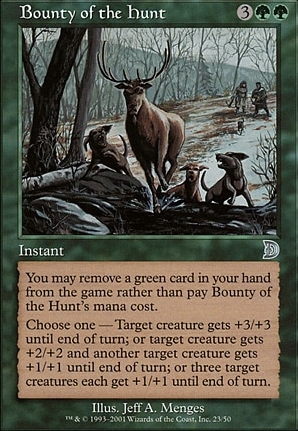 Bounty of the Hunt 3
Instant
You may remove a green card in your hand
from the game rather than pay Bounty of
the Hunt's mana cost.
Choose one — Target creature gets +3/+3
until end of turn; or target creature gets
+2/+2 and another target creature gets
+1/+1 until end of turn; or three target
creatures each get +1/+1 until end of turn.
Illus. Jeff A. Menges
™ & © 1993–2001 Wizards of the Coast, Inc. 23/50